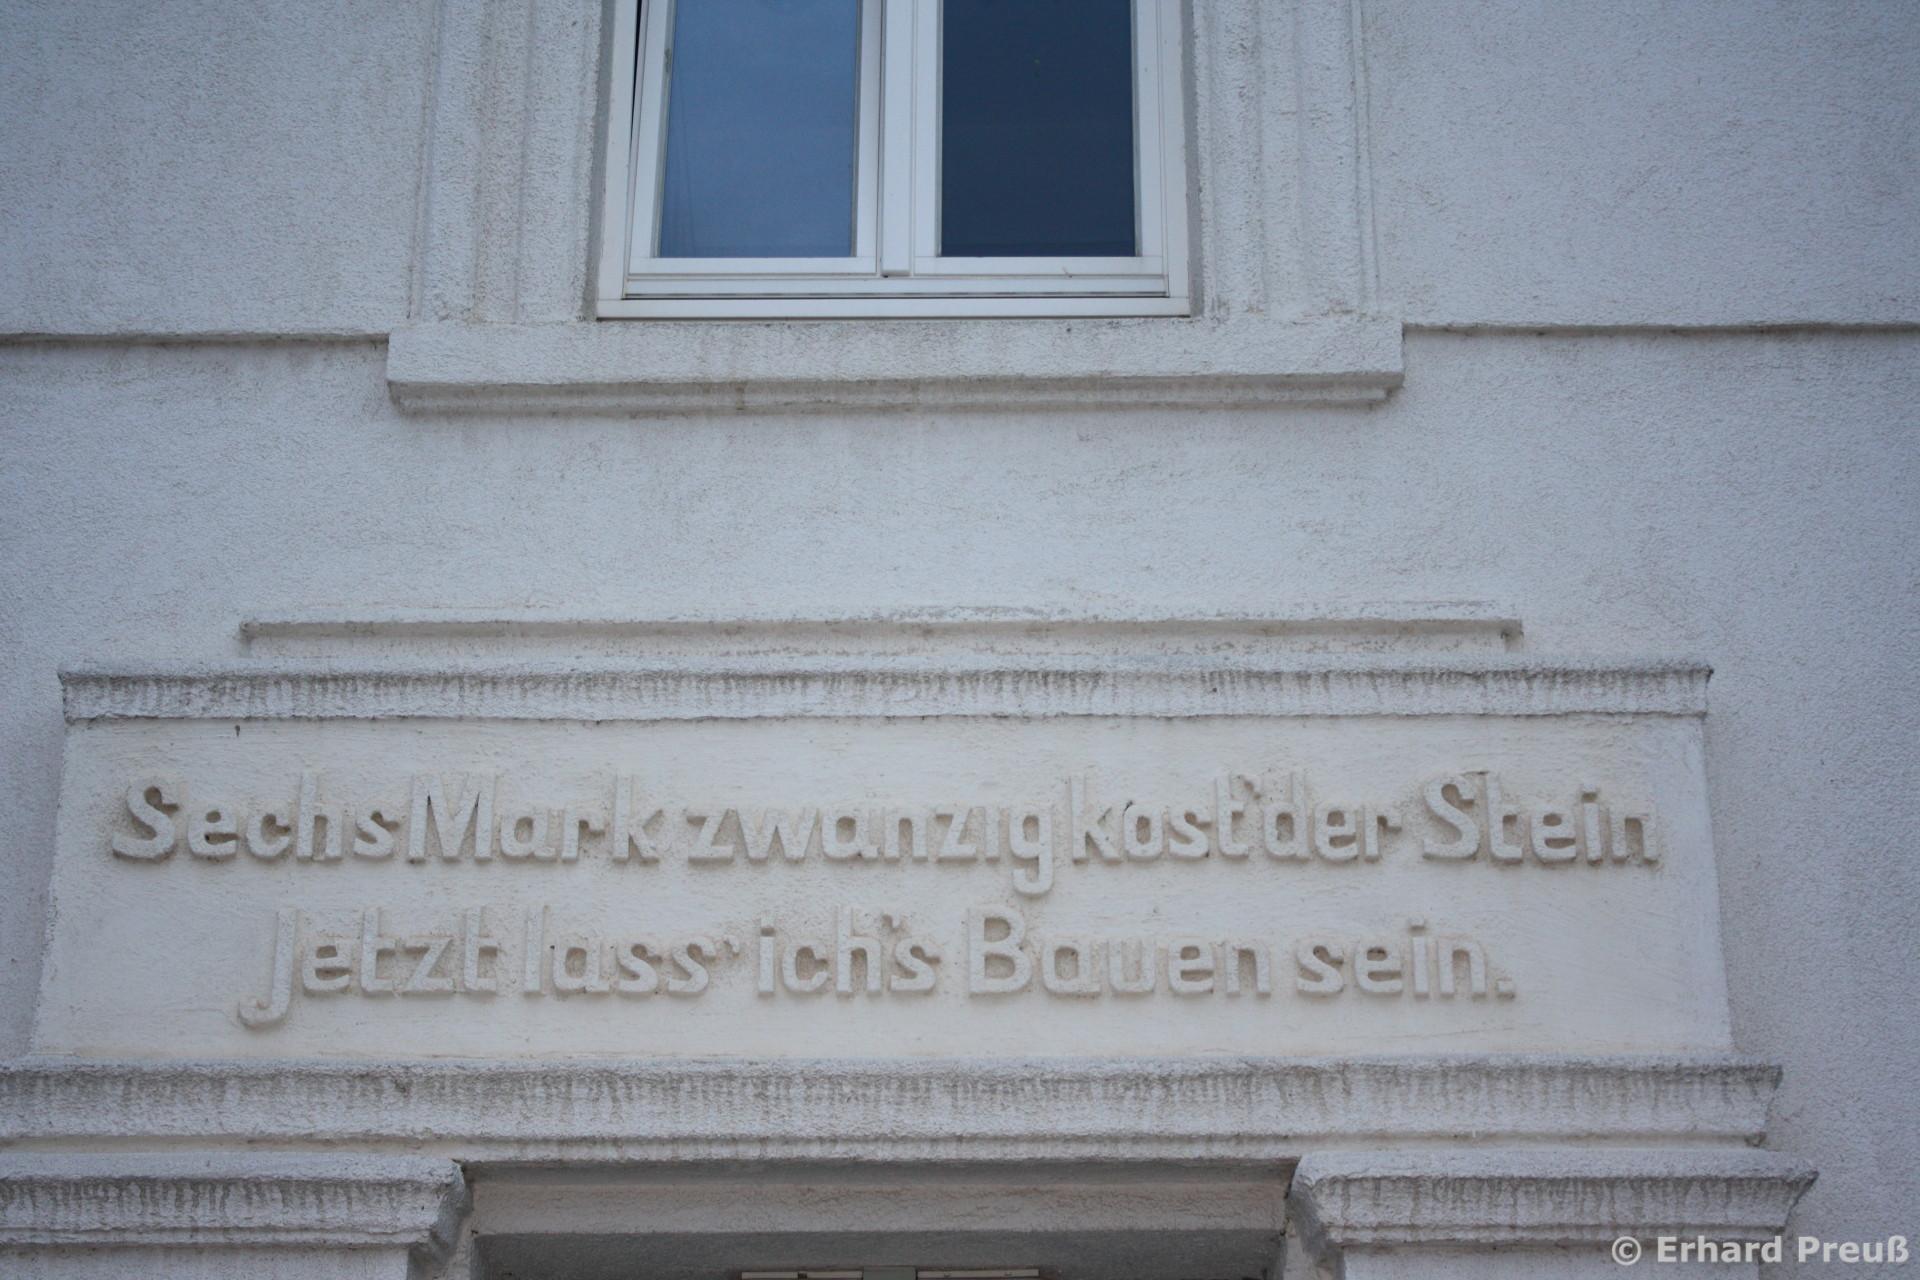 Sechs Mark zwanzig kost' der Stein
Jetzt lass' ich's Bauen sein.
© Erhard Preuß